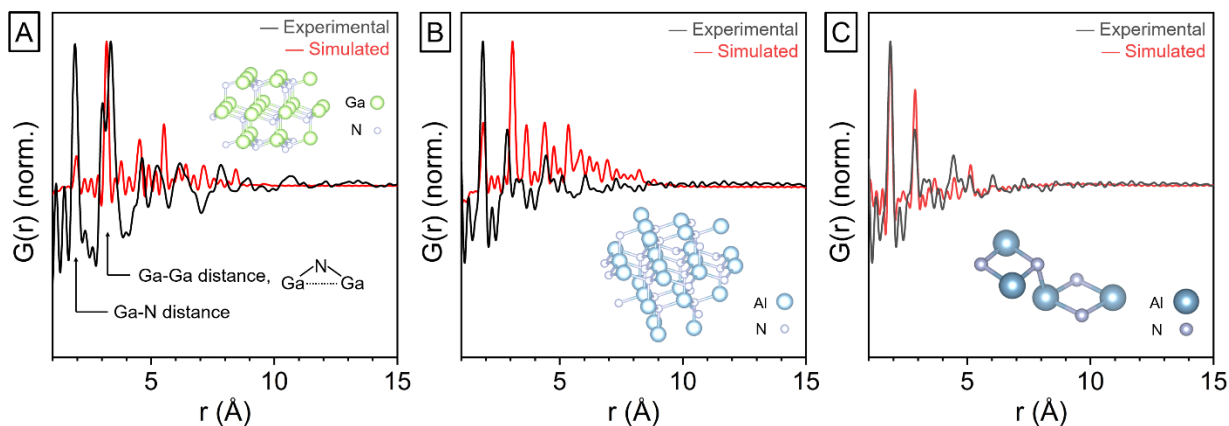 A
Experimental
Simulated
Ga
N
Ga-Ga distance,
N
Ga Ga
Ga-N distance
G(r) (norm.)
5 10 15
r (Å)
B
Experimental
Simulated
Al
N
G(r) (norm.)
5 10 15
r (Å)
C
Experimental
Simulated
Al
N
G(r) (norm.)
5 10 15
r (Å)